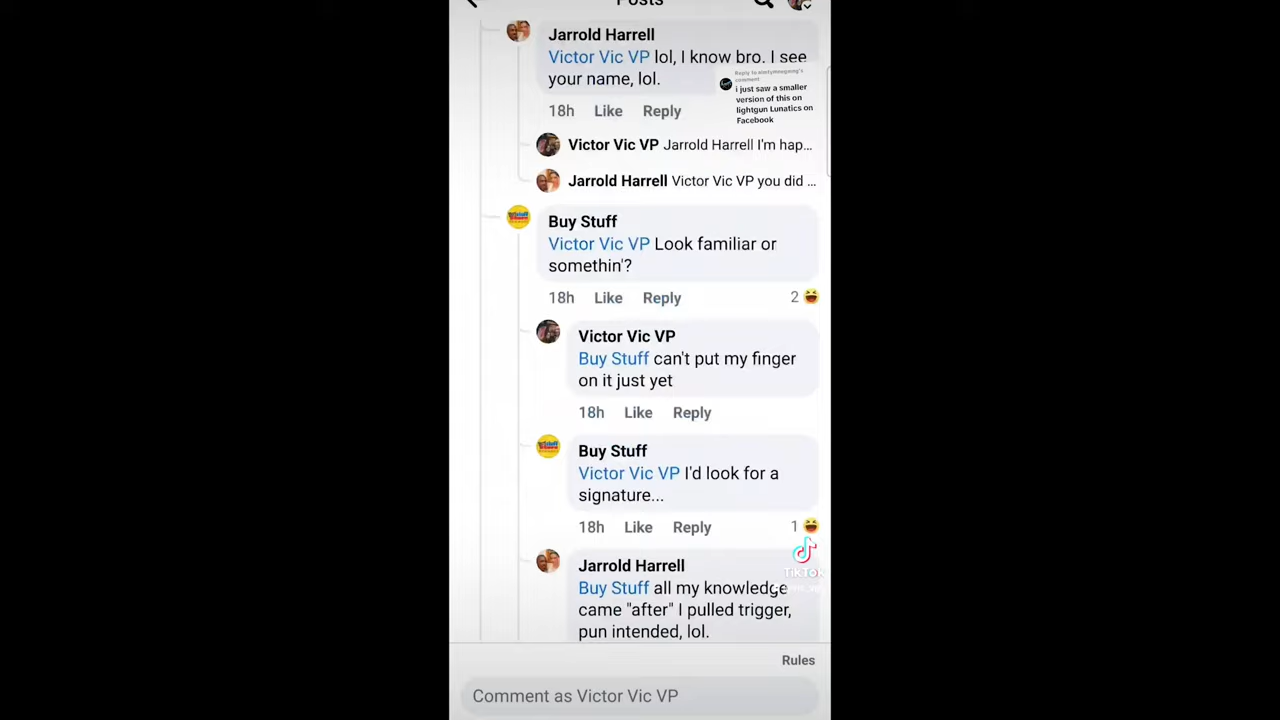 Posts
Jarrold Harrell
Victor Vic VP lol, I know bro. I see
your name, lol.
Reply to
comment
i just saw a smaller
version of this on
lightgun Lunatics on
Facebook
18h Like Reply
Victor Vic VP Jarrold Harrell I'm hap...
Jarrold Harrell Victor Vic VP you did ...
Buy Stuff
Victor Vic VP Look familiar or
somethin'?
18h Like Reply 2
Victor Vic VP
Buy Stuff can't put my finger
on it just yet
18h Like Reply
Buy Stuff
Victor Vic VP I'd look for a
signature...
18h Like Reply 1
Jarrold Harrell
Buy Stuff all my knowledge
came "after" I pulled trigger,
pun intended, lol.
TikTok
Rules
Comment as Victor Vic VP